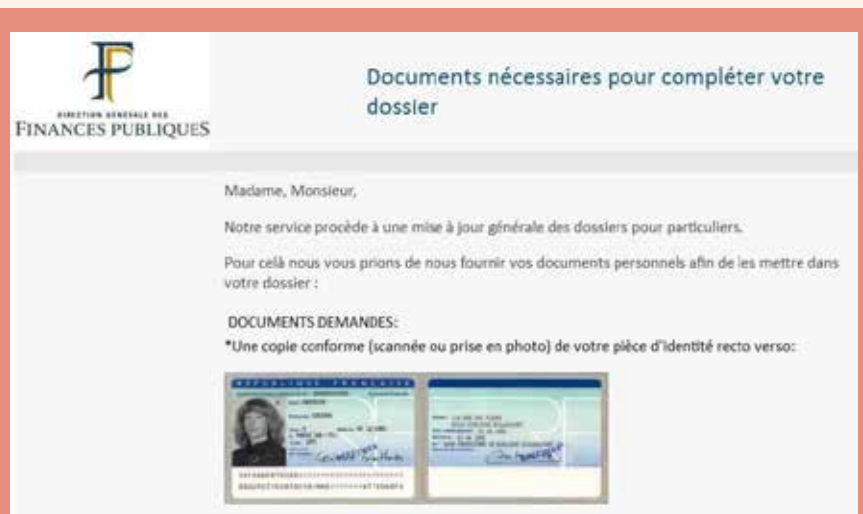 Documents nécessaires pour compléter votre
dossier
DIRECTION GÉNÉRALE DES
FINANCES PUBLIQUES
Madame, Monsieur,
Notre service procède à une mise à jour générale des dossiers pour particuliers.
Pour celà nous vous prions de nous fournir vos documents personnels afin de les mettre dans
votre dossier :
DOCUMENTS DEMANDES:
*Une copie conforme (scannée ou prise en photo) de votre pièce d'identité recto verso:
REPUBLIQUE FRANCAISE